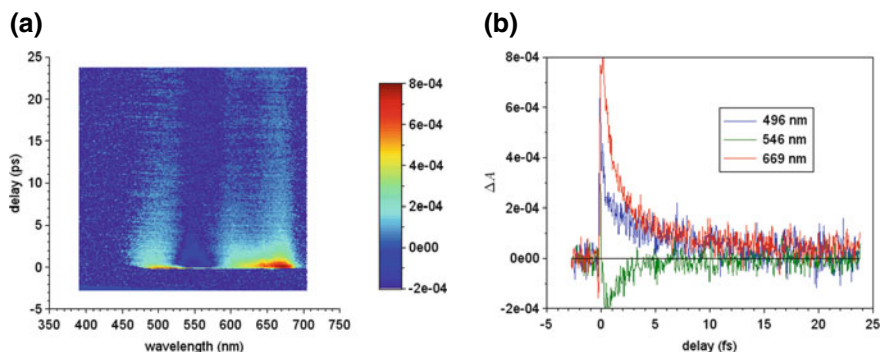 (a)
25
20
15
10
5
0
-5
delay (ps)
350 400 450 500 550 600 650 700 750
wavelength (nm)
8e-04
6e-04
4e-04
2e-04
0e00
-2e-04
(b)
8e-04
6e-04
4e-04
2e-04
0e00
-2e-04
ΔA
496 nm
546 nm
669 nm
-5 0 5 10 15 20 25
delay (fs)